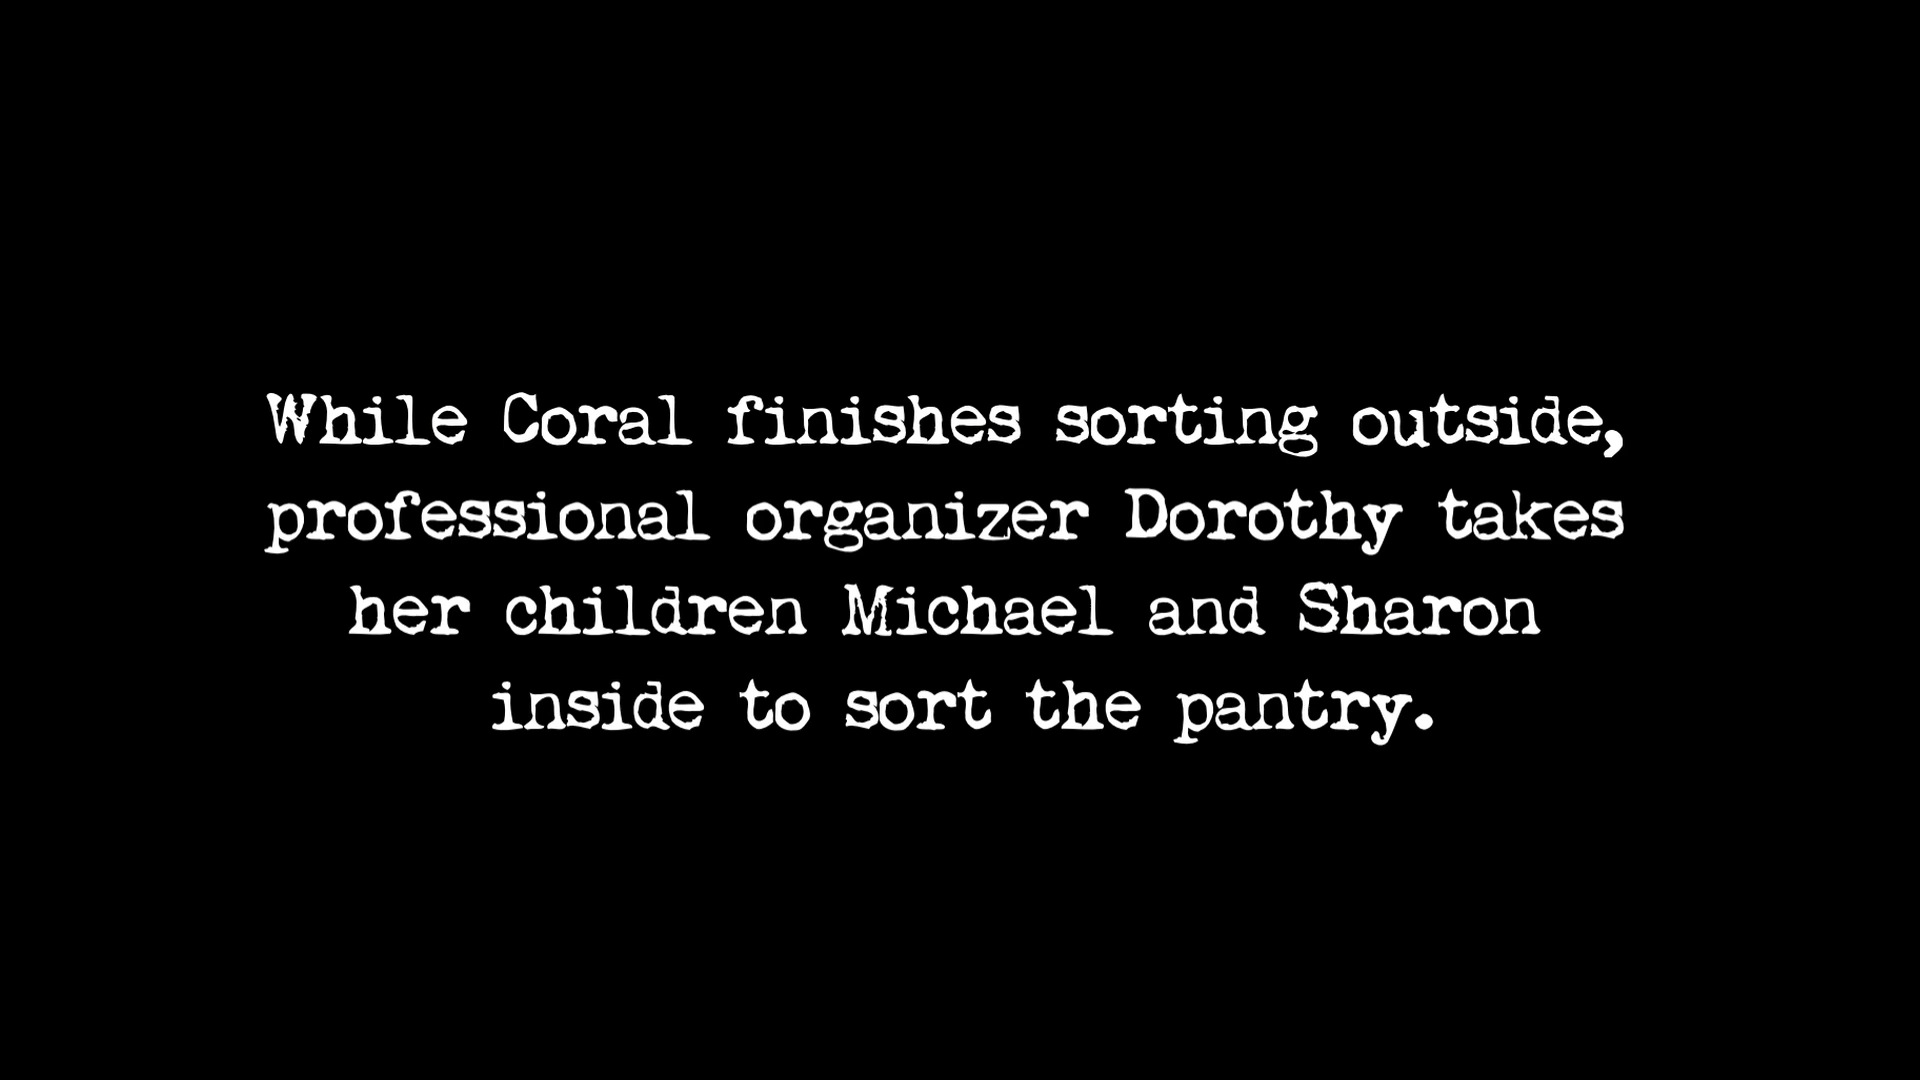 While Coral finishes sorting outside,
professional organizer Dorothy takes
her children Michael and Sharon
inside to sort the pantry.